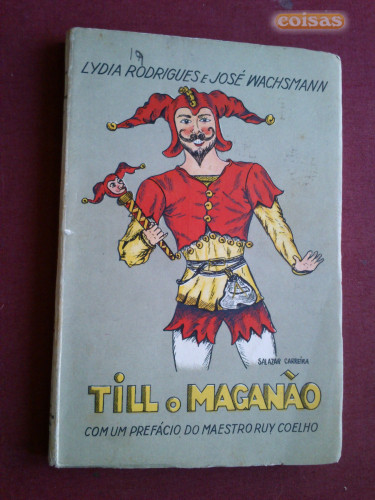 coisas
19
LYDIA RODRIGUES E JOSÉ WACHSMANN
SALAZAR CARREIRA
TILL O MAGANÃO
COM UM PREFÁCIO DO MAESTRO RUY COELHO